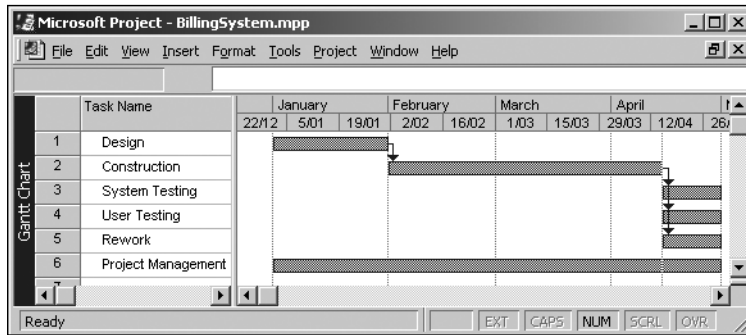 Microsoft Project - BillingSystem.mpp
File Edit View Insert Format Tools Project Window Help
Task Name
January February March April
22/12 5/01 19/01 2/02 16/02 1/03 15/03 29/03 12/04 26/
Gantt Chart
1 Design
2 Construction
3 System Testing
4 User Testing
5 Rework
6 Project Management
Ready EXT CAPS NUM SCRL OVR